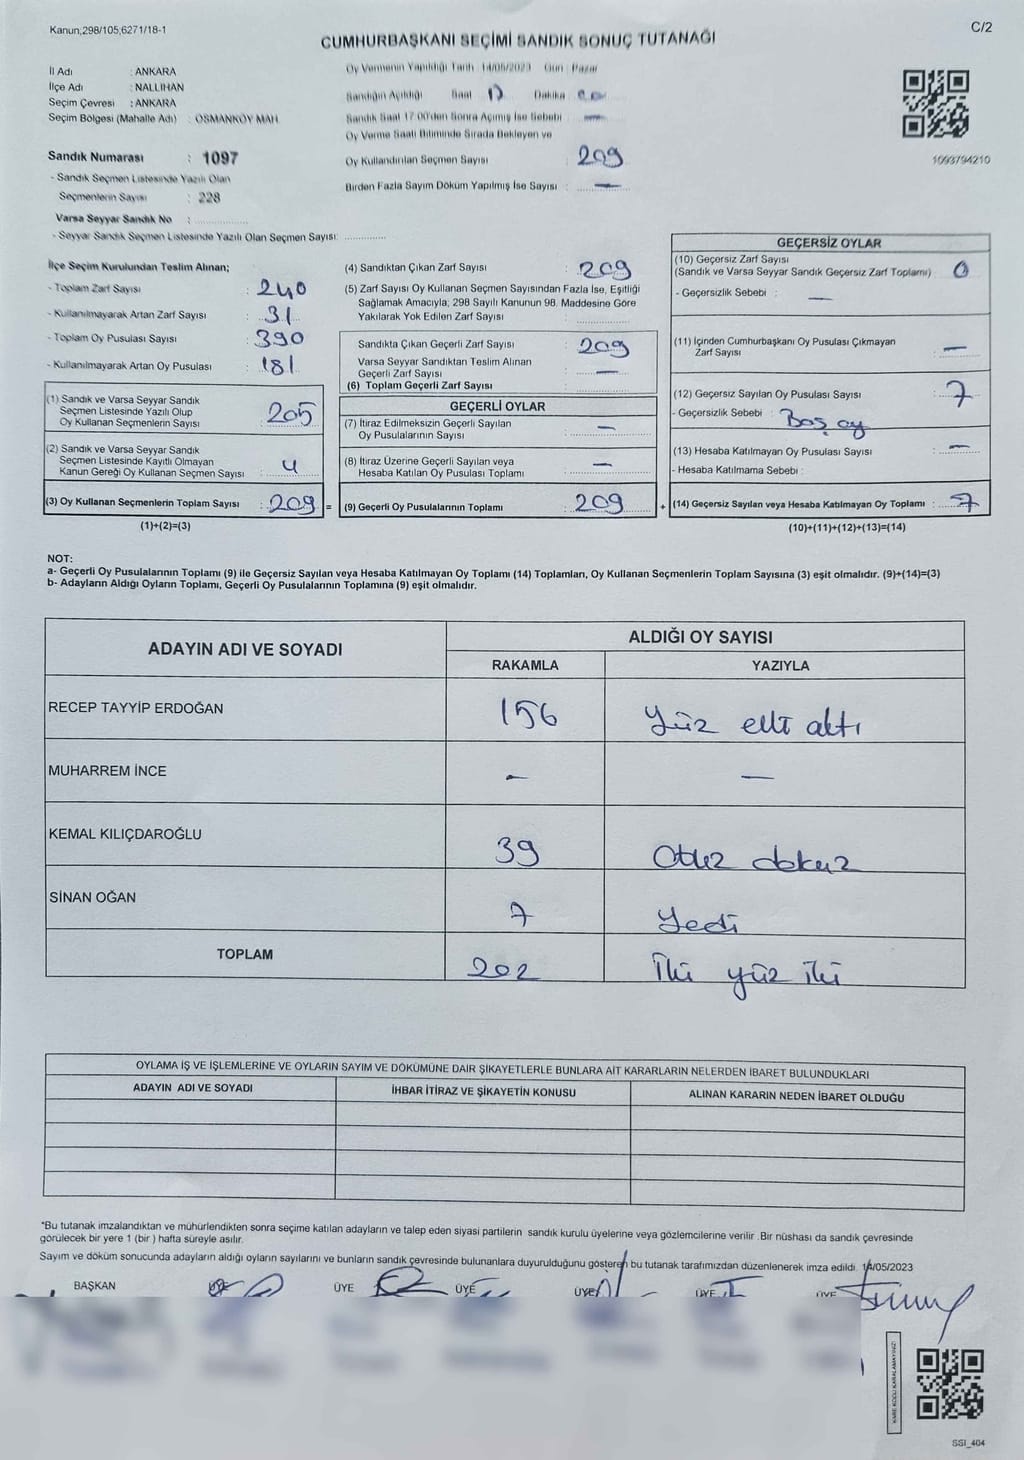 Kanun;298/105,6271/18-1
C/2
CUMHURBAŞKANI SEÇİMİ SANDIK SONUÇ TUTANAĞI
İl Adı : ANKARA
İlçe Adı : NALLIHAN
Seçim Çevresi : ANKARA
Seçim Bölgesi (Mahalle Adı) : OSMANKÖY MAH.
Oy Vermenin Yapıldığı Tarih 14/05/2023 Gün : Pazar
Sandığın Açıldığı Saat Dakika
Sandık Saat 17.00'den Sonra Açılmış İse Sebebi : —
Oy Verme Saati Bitiminde Sırada Bekleyen ve
Oy Kullandırılan Seçmen Sayısı : 209
Birden Fazla Sayım Döküm Yapılmış İse Sayısı : —
1093794210
Sandık Numarası : 1097
- Sandık Seçmen Listesinde Yazılı Olan
Seçmenlerin Sayısı : 228
Varsa Seyyar Sandık No :
- Seyyar Sandık Seçmen Listesinde Yazılı Olan Seçmen Sayısı:
İlçe Seçim Kurulundan Teslim Alınan;
- Toplam Zarf Sayısı : 240
- Kullanılmayarak Artan Zarf Sayısı : 31
- Toplam Oy Pusulası Sayısı : 390
- Kullanılmayarak Artan Oy Pusulası : 181
(1) Sandık ve Varsa Seyyar Sandık
Seçmen Listesinde Yazılı Olup
Oy Kullanan Seçmenlerin Sayısı : 205
(2) Sandık ve Varsa Seyyar Sandık
Seçmen Listesinde Kayıtlı Olmayan
Kanun Gereği Oy Kullanan Seçmen Sayısı : 4
(3) Oy Kullanan Seçmenlerin Toplam Sayısı : 209 =
(1)+(2)=(3)
(4) Sandıktan Çıkan Zarf Sayısı : 209
(5) Zarf Sayısı Oy Kullanan Seçmen Sayısından Fazla İse, Eşitliği
Sağlamak Amacıyla; 298 Sayılı Kanunun 98. Maddesine Göre
Yakılarak Yok Edilen Zarf Sayısı :
Sandıkta Çıkan Geçerli Zarf Sayısı : 209
Varsa Seyyar Sandıktan Teslim Alınan
Geçerli Zarf Sayısı : —
(6) Toplam Geçerli Zarf Sayısı :
GEÇERLİ OYLAR
(7) İtiraz Edilmeksizin Geçerli Sayılan
Oy Pusulalarının Sayısı : —
(8) İtiraz Üzerine Geçerli Sayılan veya
Hesaba Katılan Oy Pusulası Toplamı : —
(9) Geçerli Oy Pusulalarının Toplamı : 209 +
GEÇERSİZ OYLAR
(10) Geçersiz Zarf Sayısı
(Sandık ve Varsa Seyyar Sandık Geçersiz Zarf Toplamı) : 0
- Geçersizlik Sebebi : —
(11) İçinden Cumhurbaşkanı Oy Pusulası Çıkmayan
Zarf Sayısı : —
(12) Geçersiz Sayılan Oy Pusulası Sayısı : 7
- Geçersizlik Sebebi : Boş oy
(13) Hesaba Katılmayan Oy Pusulası Sayısı : —
- Hesaba Katılmama Sebebi :
(14) Geçersiz Sayılan veya Hesaba Katılmayan Oy Toplamı : 7
(10)+(11)+(12)+(13)=(14)
NOT:
a- Geçerli Oy Pusulalarının Toplamı (9) ile Geçersiz Sayılan veya Hesaba Katılmayan Oy Toplamı (14) Toplamları, Oy Kullanan Seçmenlerin Toplam Sayısına (3) eşit olmalıdır. (9)+(14)=(3)
b- Adayların Aldığı Oyların Toplamı, Geçerli Oy Pusulalarının Toplamına (9) eşit olmalıdır.
ADAYIN ADI VE SOYADI
ALDIĞI OY SAYISI
RAKAMLA YAZIYLA
RECEP TAYYİP ERDOĞAN 156 Yüz elli altı
MUHARREM İNCE — —
KEMAL KILIÇDAROĞLU 39 Otuz dokuz
SİNAN OĞAN 7 Yedi
TOPLAM 202 İki yüz iki
OYLAMA İŞ VE İŞLEMLERİNE VE OYLARIN SAYIM VE DÖKÜMÜNE DAİR ŞİKAYETLERLE BUNLARA AİT KARARLARIN NELERDEN İBARET BULUNDUKLARI
ADAYIN ADI VE SOYADI İHBAR İTİRAZ VE ŞİKAYETİN KONUSU ALINAN KARARIN NEDEN İBARET OLDUĞU
*Bu tutanak imzalandıktan ve mühürlendikten sonra seçime katılan adayların ve talep eden siyasi partilerin sandık kurulu üyelerine veya gözlemcilerine verilir .Bir nüshası da sandık çevresinde
görülecek bir yere 1 (bir ) hafta süreyle asılır.
Sayım ve döküm sonucunda adayların aldığı oyların sayılarını ve bunların sandık çevresinde bulunanlara duyurulduğunu gösteren bu tutanak tarafımızdan düzenlenerek imza edildi. 14/05/2023
BAŞKAN ÜYE ÜYE ÜYE ÜYE ÜYE
KARE KODU KARALAMAYINIZ!
SSI_404